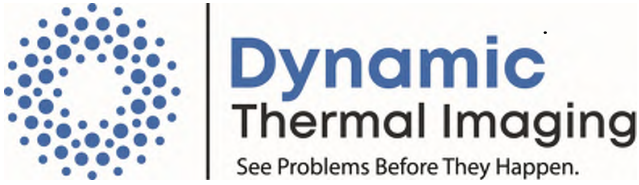 Dynamic
Thermal Imaging
See Problems Before They Happen.